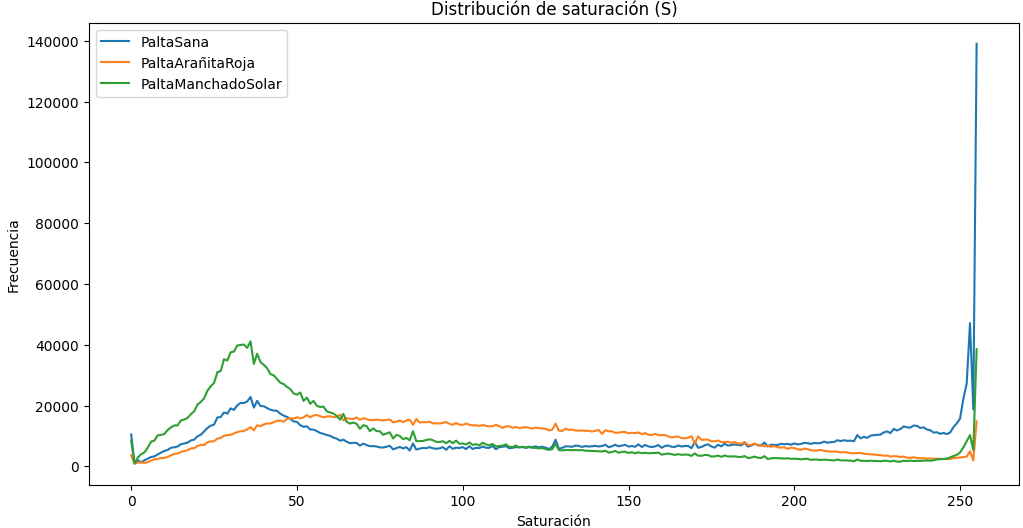 Distribución de saturación (S)
PaltaSana
PaltaArañitaRoja
PaltaManchadoSolar
Frecuencia
140000
120000
100000
80000
60000
40000
20000
0
0 50 100 150 200 250
Saturación